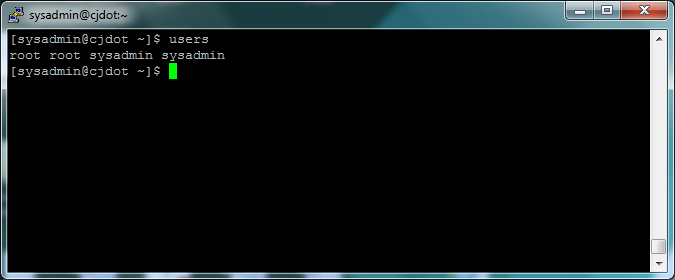 sysadmin@cjdot:~
[sysadmin@cjdot ~]$ users
root root sysadmin sysadmin
[sysadmin@cjdot ~]$